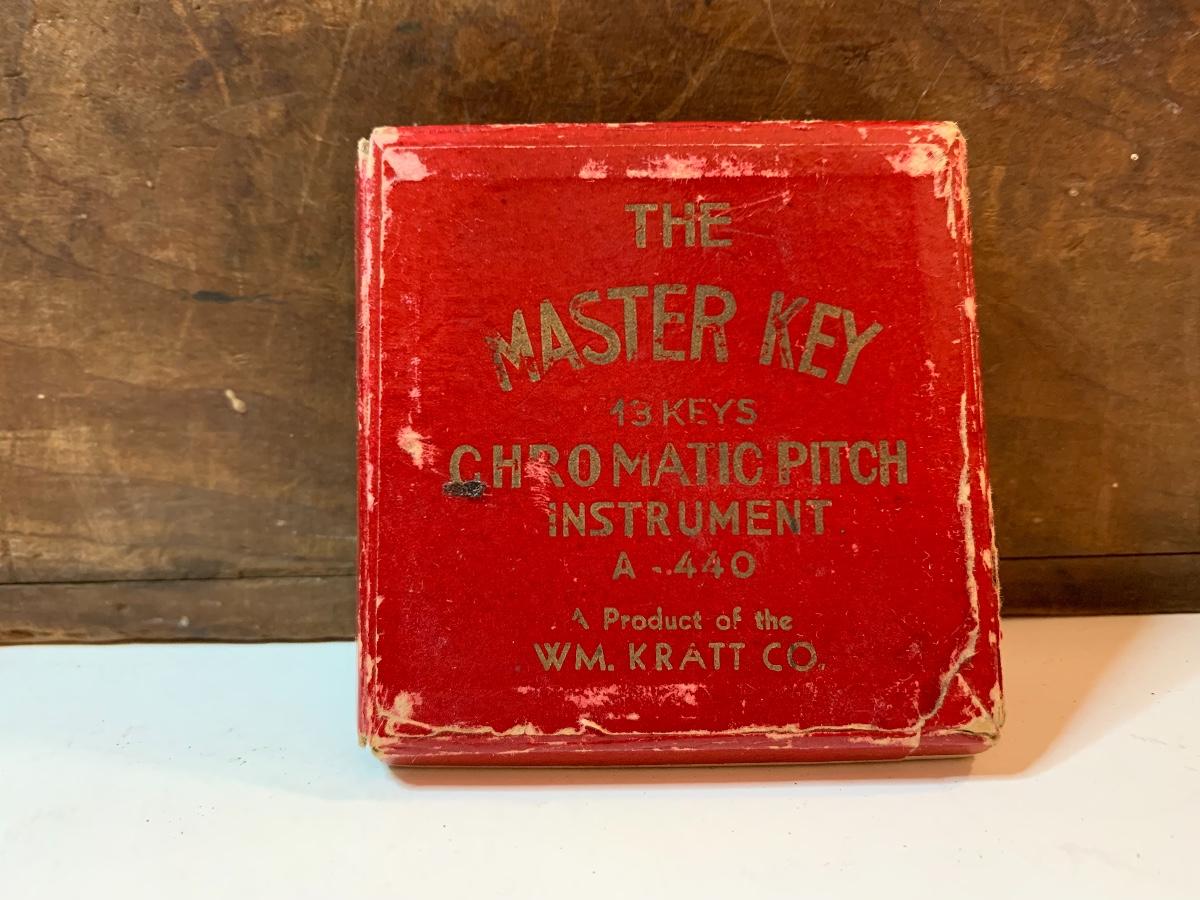 THE
MASTER KEY
13 KEYS
CHROMATIC PITCH
INSTRUMENT
A - 440
A Product of the
WM. KRATT CO.